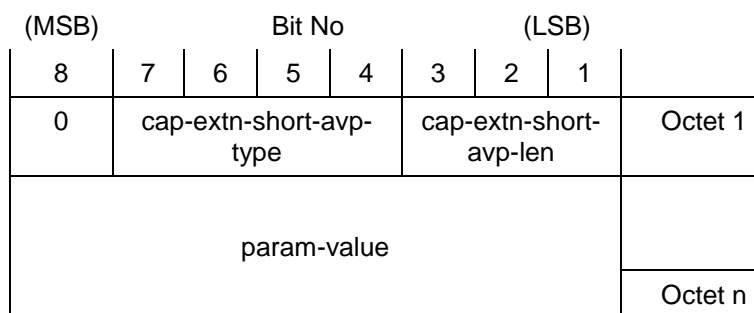 (MSB) Bit No (LSB)
8 7 6 5 4 3 2 1
0 cap-extn-short-avp- cap-extn-short- Octet 1
type avp-len
param-value
Octet n